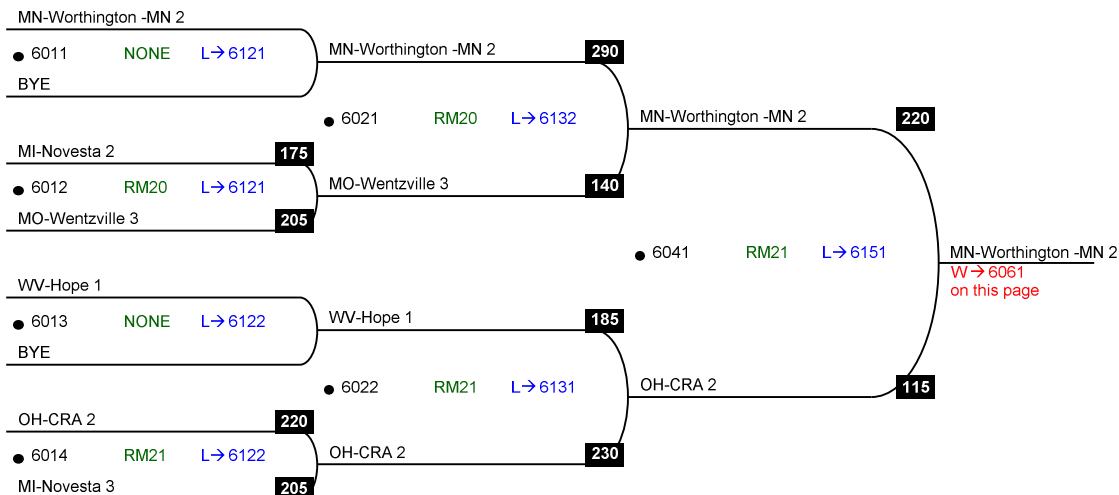 MN-Worthington -MN 2
6011 NONE L→6121
BYE
MN-Worthington -MN 2
290
6021 RM20 L→6132
MN-Worthington -MN 2
220
MI-Novesta 2
175
6012 RM20 L→6121
MO-Wentzville 3
140
MO-Wentzville 3
205
6041 RM21 L→6151
MN-Worthington -MN 2
W→6061
on this page
WV-Hope 1
6013 NONE L→6122
BYE
WV-Hope 1
185
6022 RM21 L→6131
OH-CRA 2
115
OH-CRA 2
220
6014 RM21 L→6122
OH-CRA 2
230
MI-Novesta 3
205